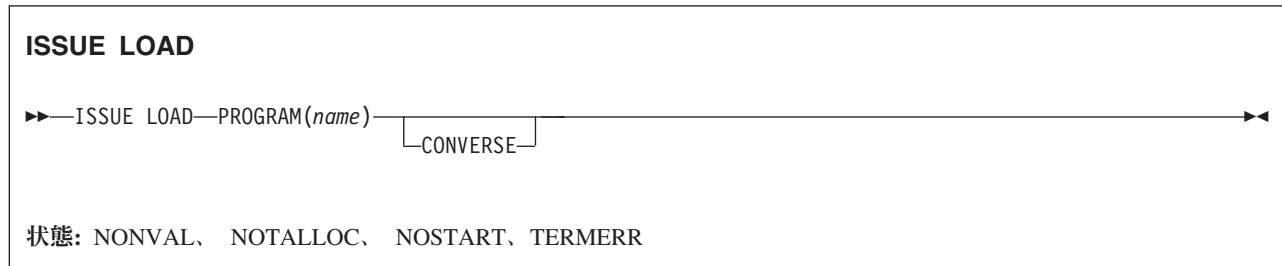 ISSUE LOAD
ISSUE LOAD PROGRAM(name)
CONVERSE
状態: NONVAL、 NOTALLOC、 NOSTART、TERMERR